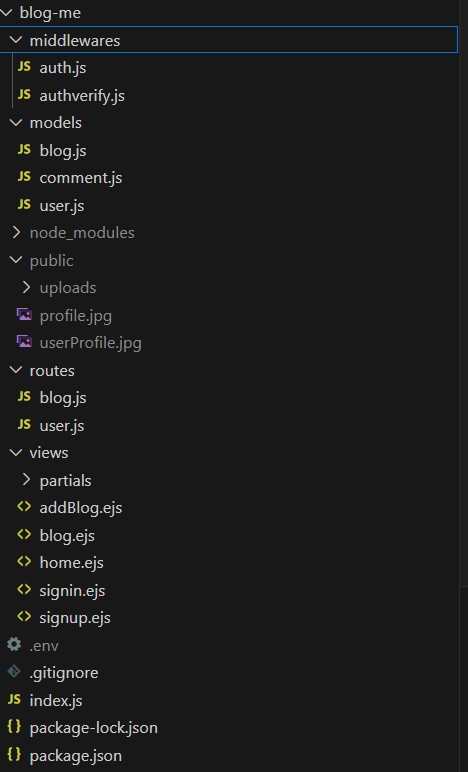 blog-me
middlewares
JS auth.js
JS authverify.js
models
JS blog.js
JS comment.js
JS user.js
node_modules
public
uploads
profile.jpg
userProfile.jpg
routes
JS blog.js
JS user.js
views
partials
<> addBlog.ejs
<> blog.ejs
<> home.ejs
<> signin.ejs
<> signup.ejs
.env
.gitignore
JS index.js
{} package-lock.json
{} package.json